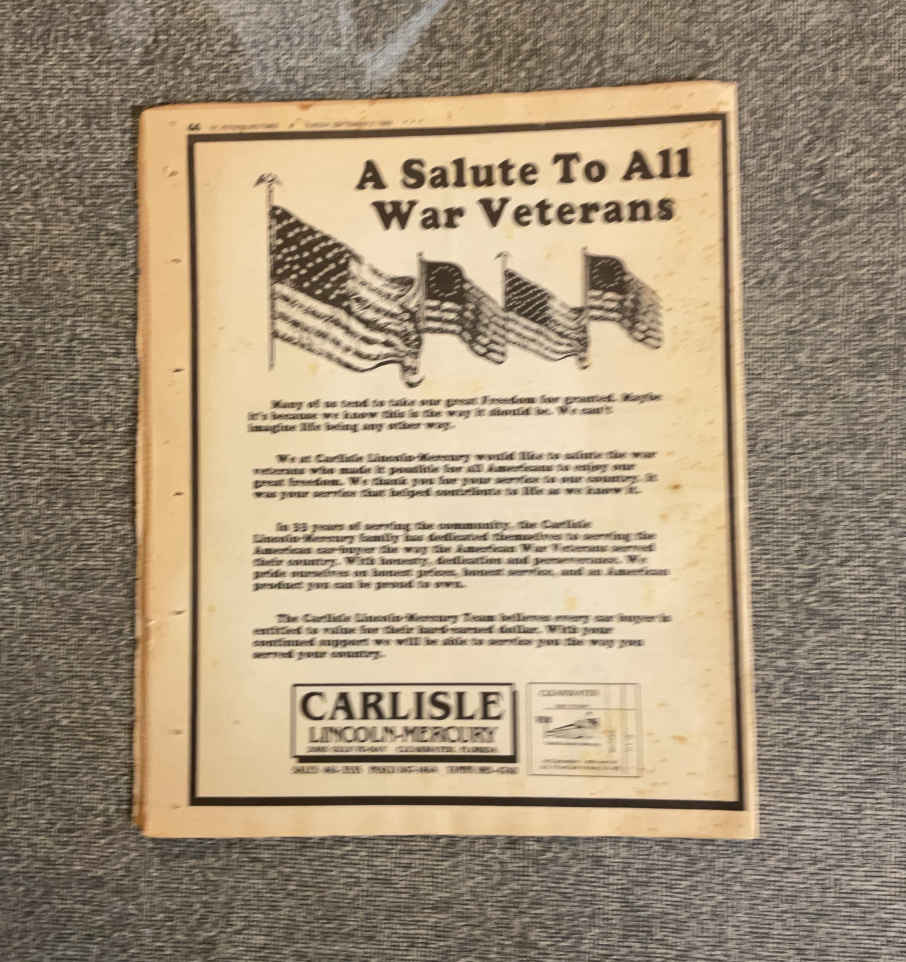 44
A Salute To All
War Veterans
Many of us tend to take our great Freedom for granted. Maybe
it's because we know this is the way it should be. We can't
imagine life being any other way.
We at Carlisle Lincoln-Mercury would like to salute the war
veterans who made it possible for all Americans to enjoy our
great freedom. We thank you for your service to our country. It
was your service that helped contribute to life as we know it.
In 33 years of serving the community, the Carlisle
Lincoln-Mercury family has dedicated themselves to serving the
American car-buyer the way the American War Veterans served
their country. With honesty, dedication and perseverance. We
pride ourselves on honest prices, honest service, and an American
product you can be proud to own.
The Carlisle Lincoln-Mercury Team believes every car buyer is
entitled to value for their hard-earned dollar. With your
continued support we will be able to service you the way you
served your country.
CARLISLE
LINCOLN-MERCURY
CLEARWATER, FLORIDA
CLEARWATER